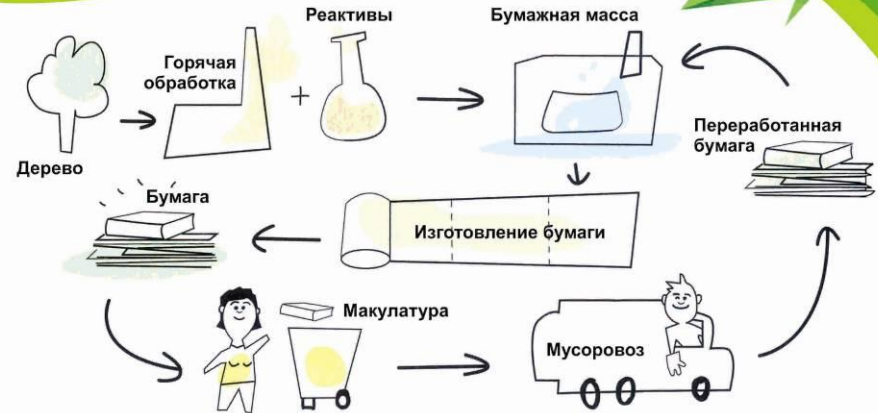 Реактивы
Бумажная масса
Горячая
обработка
+
Дерево
Переработанная
бумага
Бумага
Изготовление бумаги
Макулатура
Мусоровоз